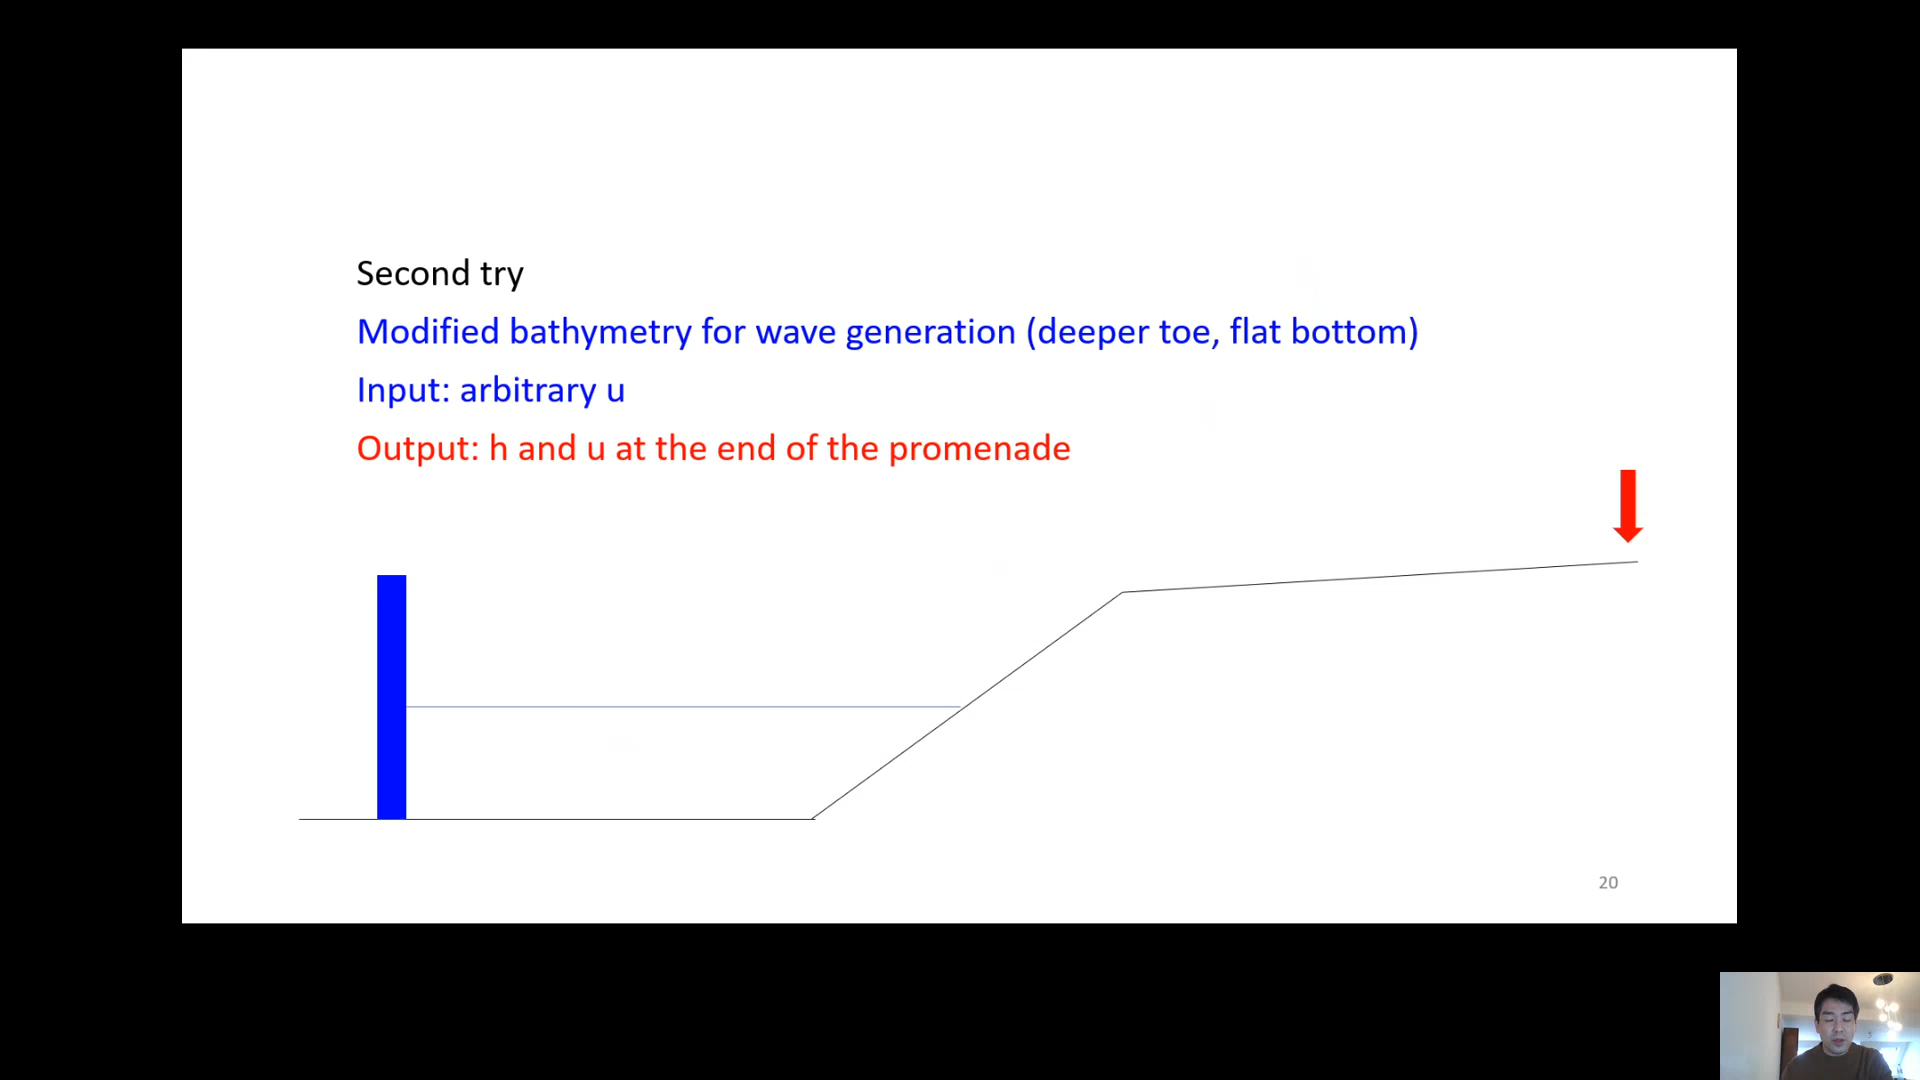 Second try
Modified bathymetry for wave generation (deeper toe, flat bottom)
Input: arbitrary u
Output: h and u at the end of the promenade
20